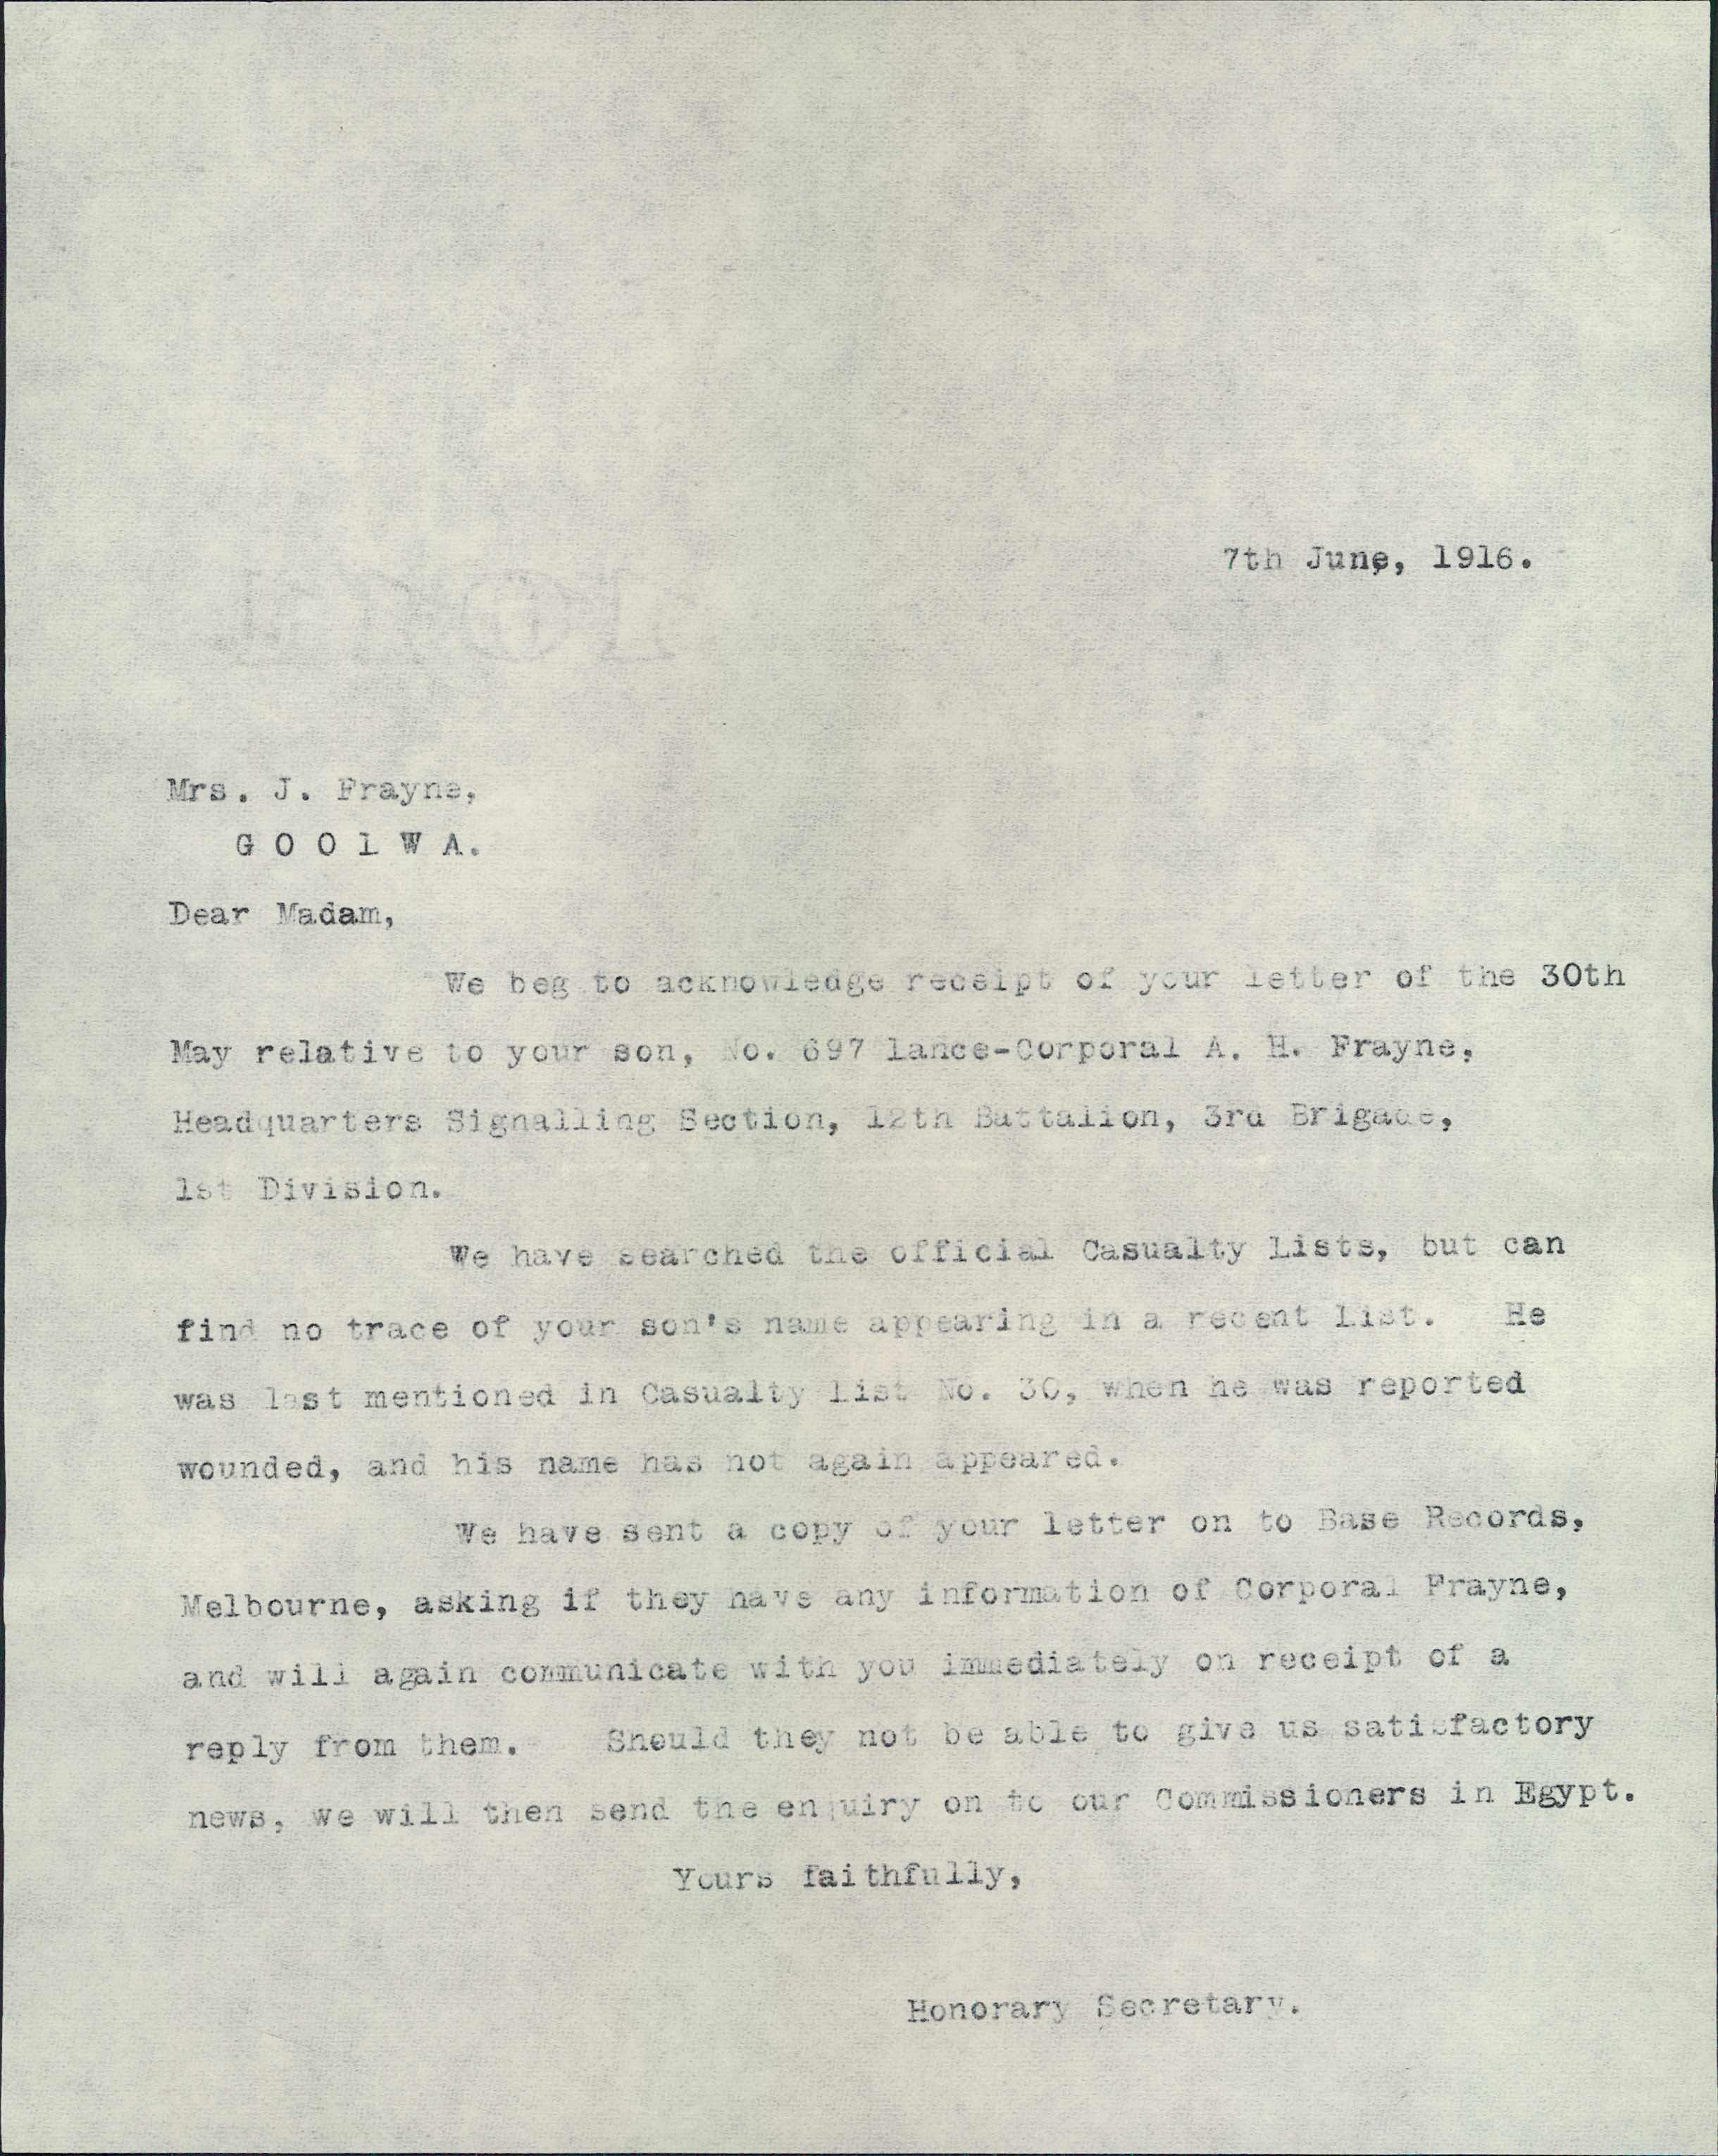 7th June, 1916.
Mrs. J. Frayne,
G O O l W A.
Dear Madam,
We beg to acknowledge receipt of your letter of the 30th
May relative to your son, No. 697 lance-Corporal A. H. Frayne,
Headquarters Signalling Section, 12th Battalion, 3rd Brigade,
1st Division.
We have searched the official Casualty Lists, but can
find no trace of your son's name appearing in a recent List. He
was last mentioned in Casualty list No. 30, when he was reported
wounded, and his name has not again appeared.
We have sent a copy of your letter on to Base Records,
Melbourne, asking if they have any information of Corporal Frayne,
and will again communicate with you immediately on receipt of a
reply from them. Should they not be able to give us satisfactory
news, we will then send the enquiry on to our Commissioners in Egypt.
Yours faithfully,
Honorary Secretary.